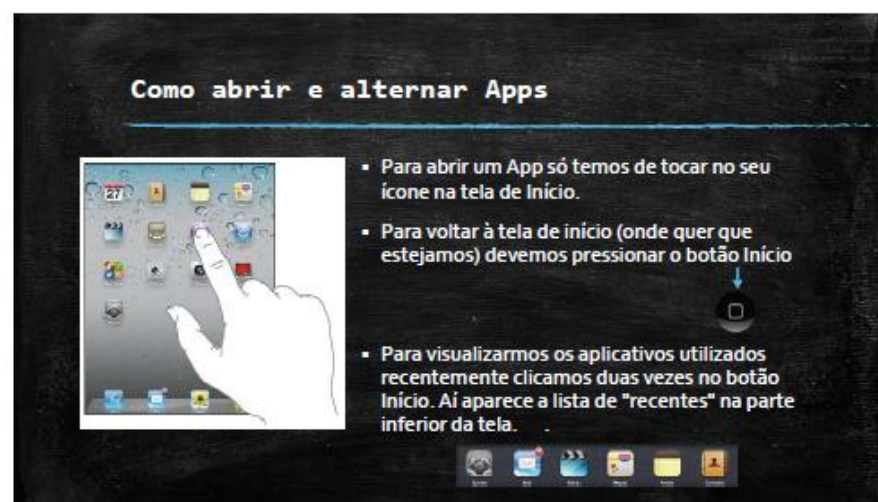 Como abrir e alternar Apps
▪ Para abrir um App só temos de tocar no seu
ícone na tela de Início.
▪ Para voltar à tela de início (onde quer que
estejamos) devemos pressionar o botão Início
▪ Para visualizarmos os aplicativos utilizados
recentemente clicamos duas vezes no botão
Início. Aí aparece a lista de "recentes" na parte
inferior da tela. .
27